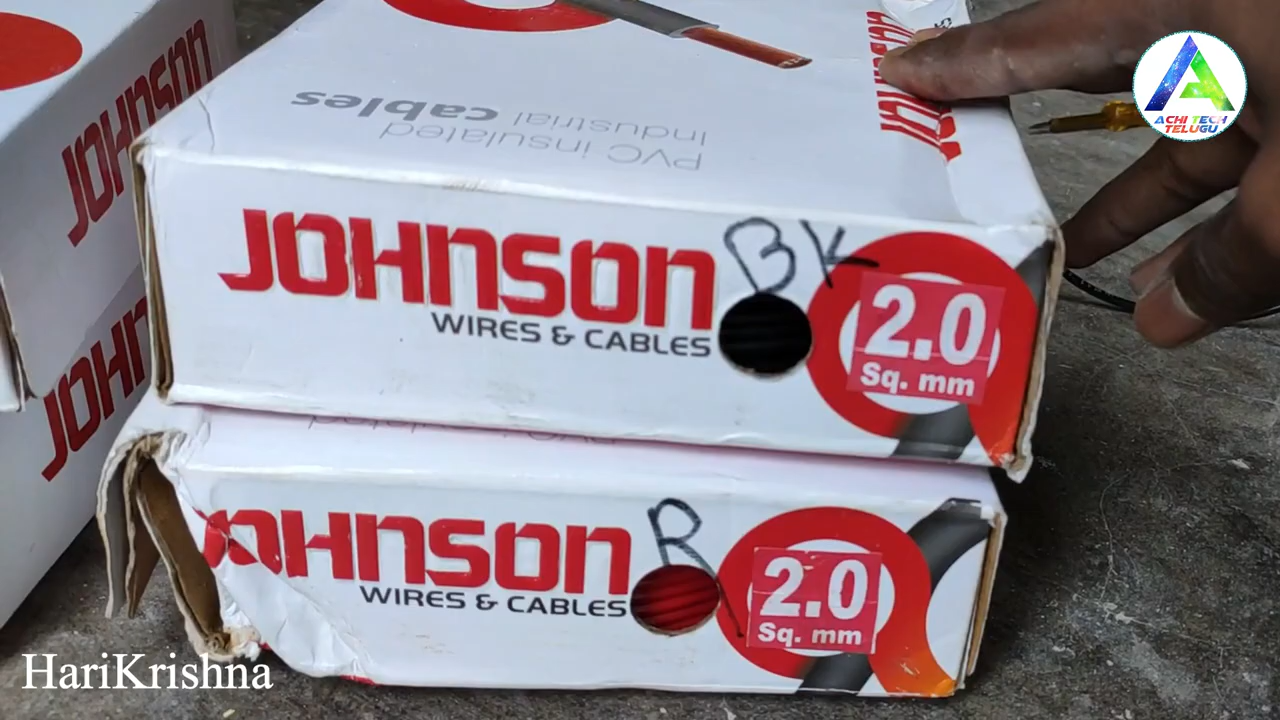 JOHNSON
JOHNSON
PVC insulated
Industrial cables
ACHI TECH
TELUGU
JOHNSON
WIRES & CABLES
BK
2.0
Sq. mm
JOHNSON
WIRES & CABLES
R
2.0
Sq. mm
HariKrishna